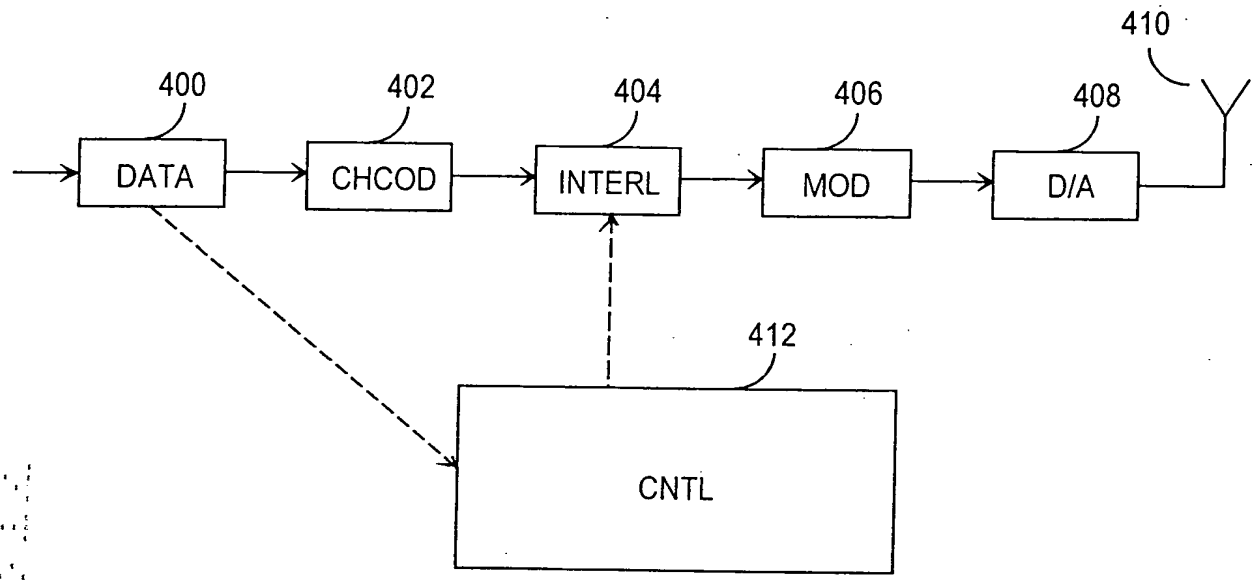 410
400
402
404
406
408
DATA
CHCOD
INTERL
MOD
D/A
412
CNTL